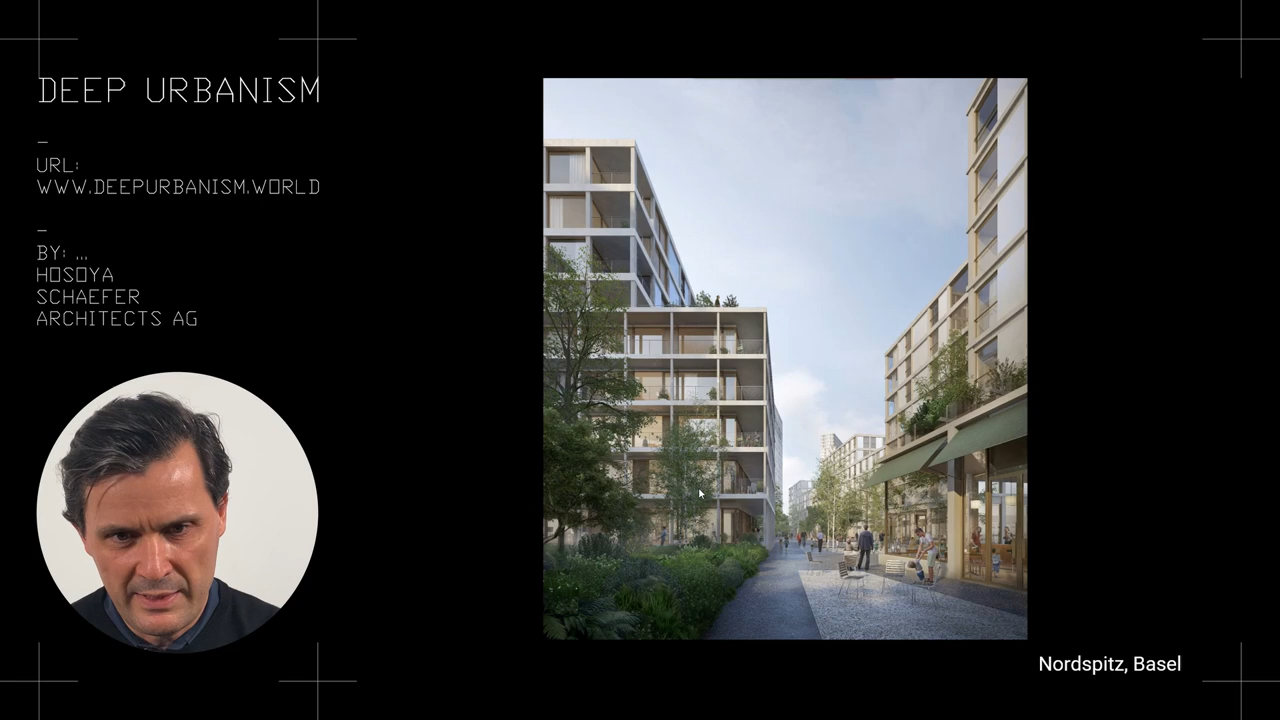 DEEP URBANISM
–
URL:
WWW.DEEPURBANISM.WORLD
–
BY: ...
HOSOYA
SCHAEFER
ARCHITECTS AG
Nordspitz, Basel